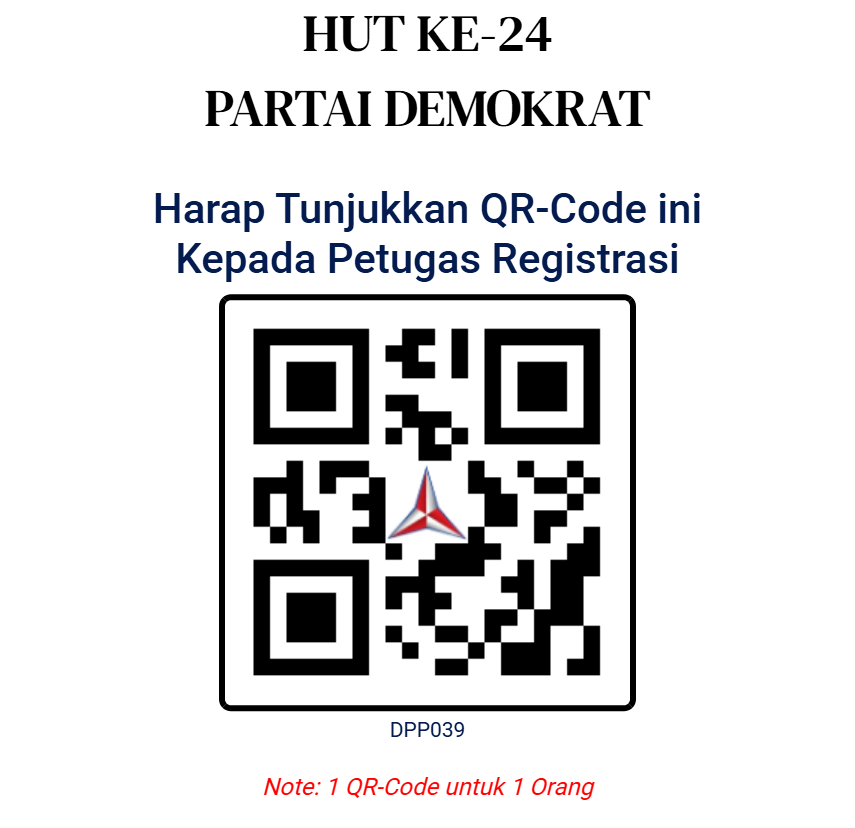 HUT KE-24
PARTAI DEMOKRAT
Harap Tunjukkan QR-Code ini
Kepada Petugas Registrasi
DPP039
Note: 1 QR-Code untuk 1 Orang